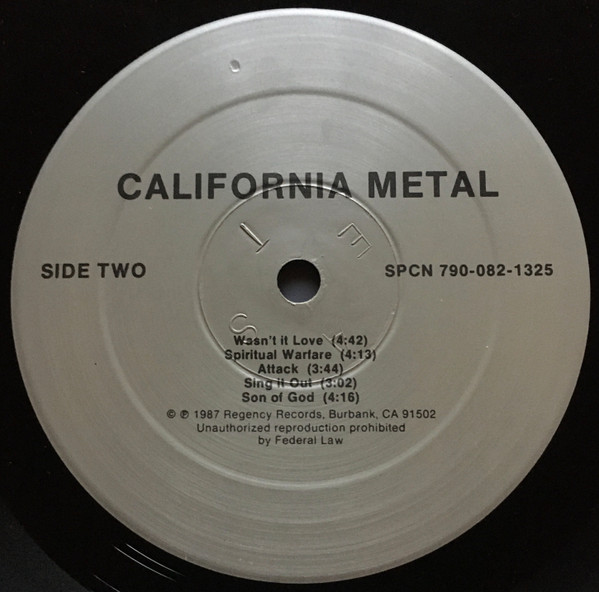 CALIFORNIA METAL
SIDE TWO
SPCN 790-082-1325
Wasn't it Love (4:42)
Spiritual Warfare (4:13)
Attack (3:44)
Sing it Out (3:02)
Son of God (4:16)
© ℗ 1987 Regency Records, Burbank, CA 91502
Unauthorized reproduction prohibited
by Federal Law